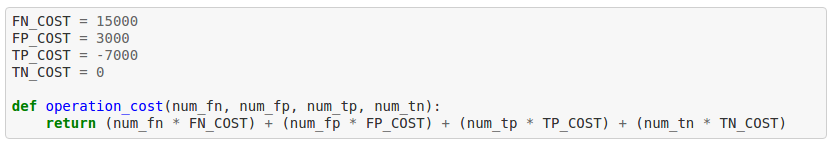 FN_COST = 15000
FP_COST = 3000
TP_COST = -7000
TN_COST = 0

def operation_cost(num_fn, num_fp, num_tp, num_tn):
    return (num_fn * FN_COST) + (num_fp * FP_COST) + (num_tp * TP_COST) + (num_tn * TN_COST)